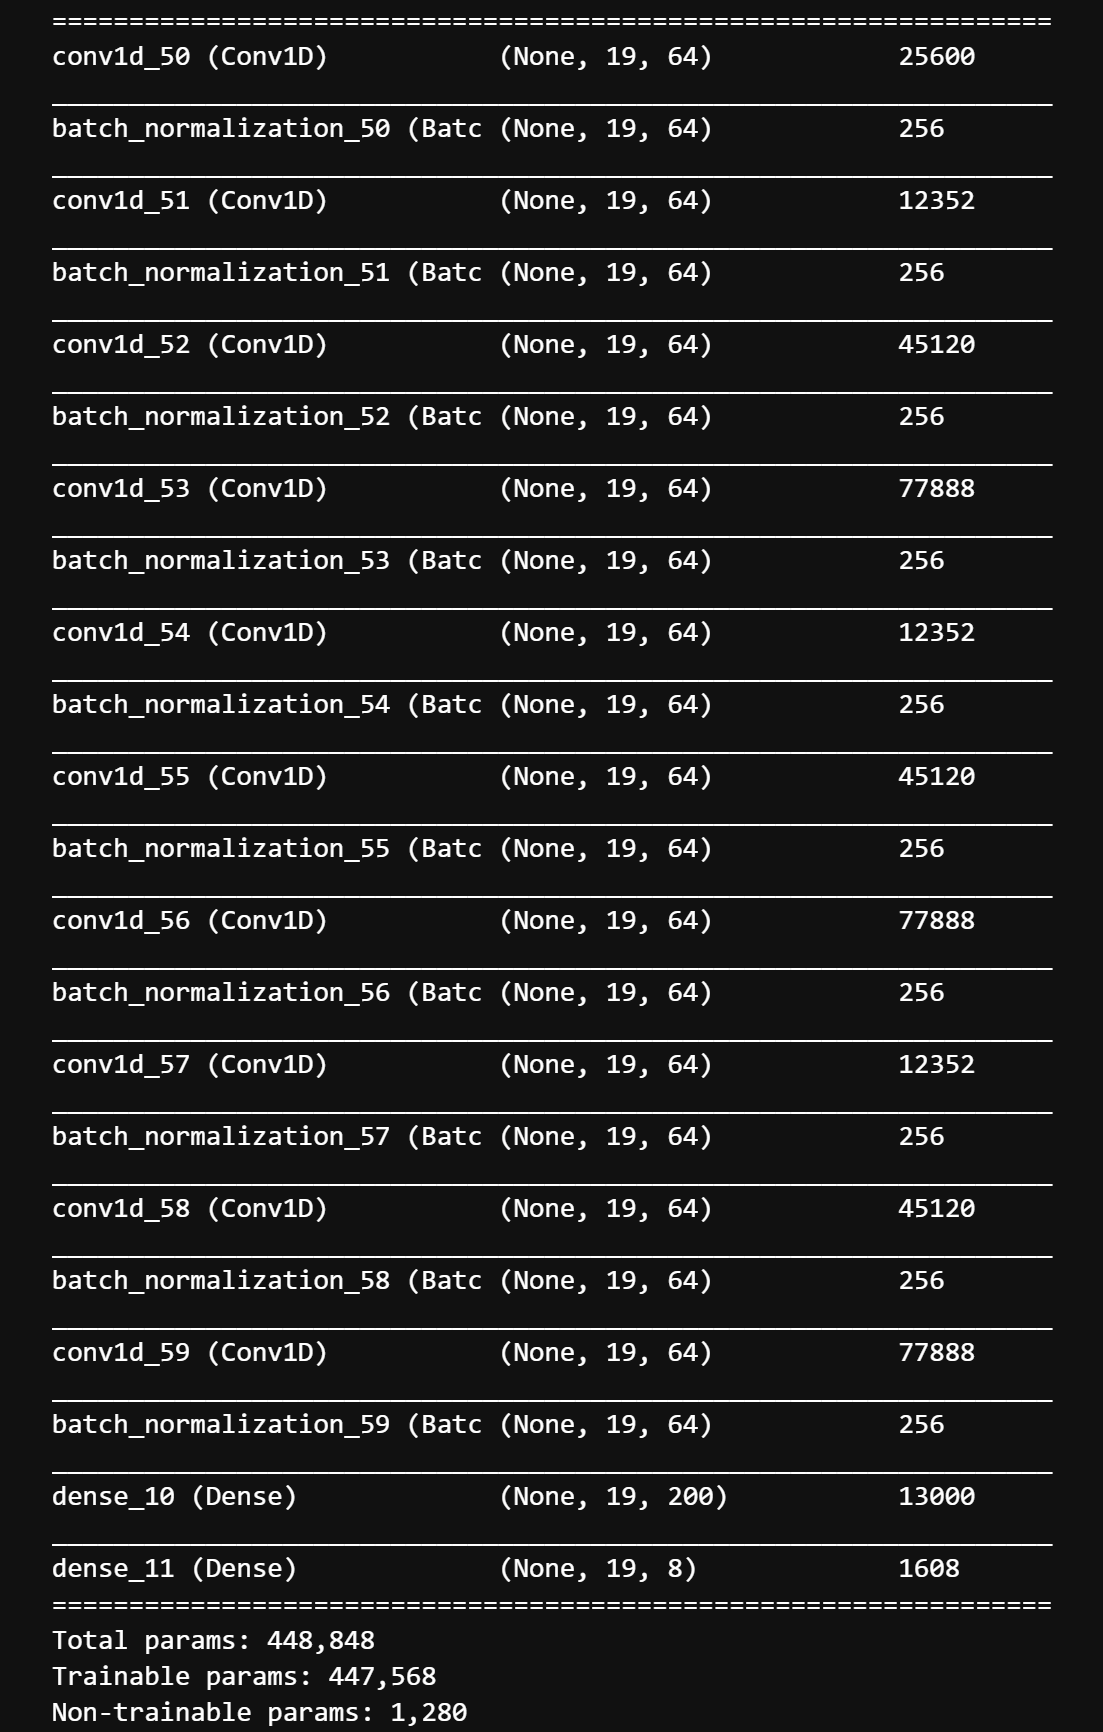 =================================================================
conv1d_50 (Conv1D)           (None, 19, 64)            25600
_________________________________________________________________
batch_normalization_50 (Batc (None, 19, 64)            256
_________________________________________________________________
conv1d_51 (Conv1D)           (None, 19, 64)            12352
_________________________________________________________________
batch_normalization_51 (Batc (None, 19, 64)            256
_________________________________________________________________
conv1d_52 (Conv1D)           (None, 19, 64)            45120
_________________________________________________________________
batch_normalization_52 (Batc (None, 19, 64)            256
_________________________________________________________________
conv1d_53 (Conv1D)           (None, 19, 64)            77888
_________________________________________________________________
batch_normalization_53 (Batc (None, 19, 64)            256
_________________________________________________________________
conv1d_54 (Conv1D)           (None, 19, 64)            12352
_________________________________________________________________
batch_normalization_54 (Batc (None, 19, 64)            256
_________________________________________________________________
conv1d_55 (Conv1D)           (None, 19, 64)            45120
_________________________________________________________________
batch_normalization_55 (Batc (None, 19, 64)            256
_________________________________________________________________
conv1d_56 (Conv1D)           (None, 19, 64)            77888
_________________________________________________________________
batch_normalization_56 (Batc (None, 19, 64)            256
_________________________________________________________________
conv1d_57 (Conv1D)           (None, 19, 64)            12352
_________________________________________________________________
batch_normalization_57 (Batc (None, 19, 64)            256
_________________________________________________________________
conv1d_58 (Conv1D)           (None, 19, 64)            45120
_________________________________________________________________
batch_normalization_58 (Batc (None, 19, 64)            256
_________________________________________________________________
conv1d_59 (Conv1D)           (None, 19, 64)            77888
_________________________________________________________________
batch_normalization_59 (Batc (None, 19, 64)            256
_________________________________________________________________
dense_10 (Dense)             (None, 19, 200)           13000
_________________________________________________________________
dense_11 (Dense)             (None, 19, 8)             1608
=================================================================
Total params: 448,848
Trainable params: 447,568
Non-trainable params: 1,280